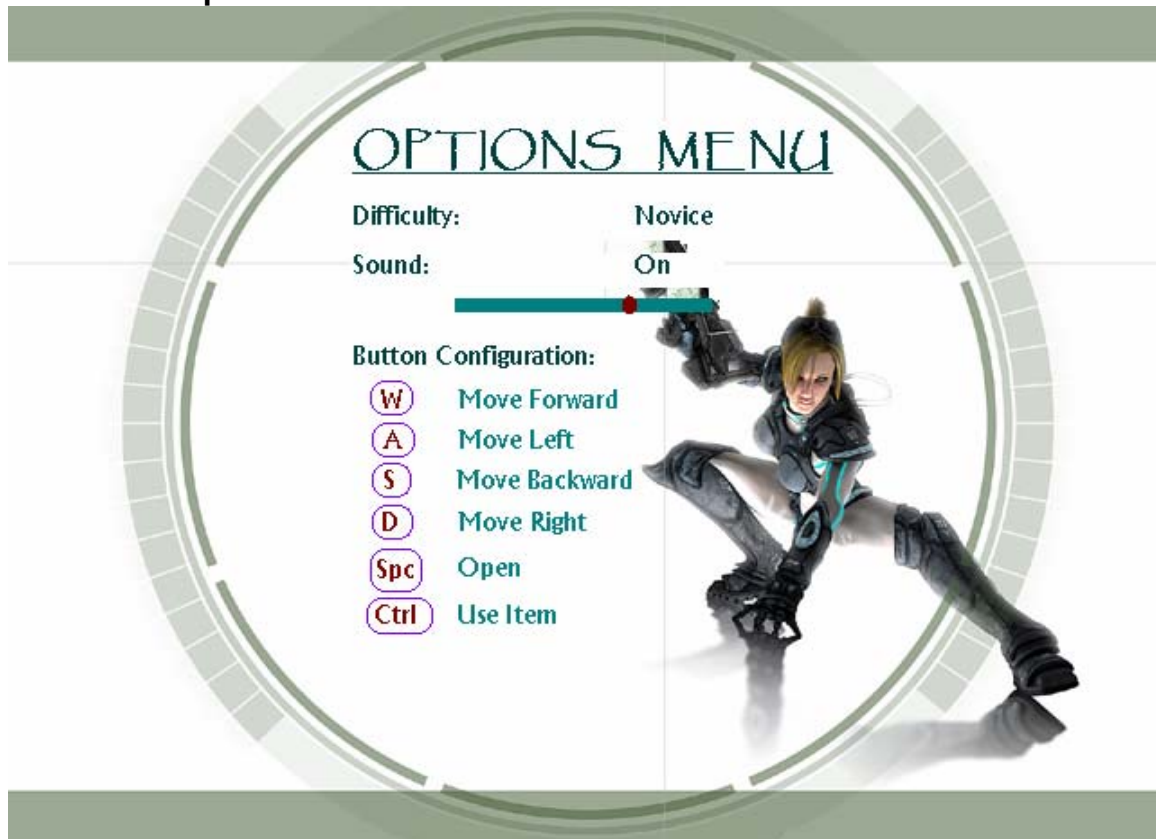 OPTIONS MENU
Difficulty: Novice
Sound: On
Button Configuration:
W Move Forward
A Move Left
S Move Backward
D Move Right
Spc Open
Ctrl Use Item